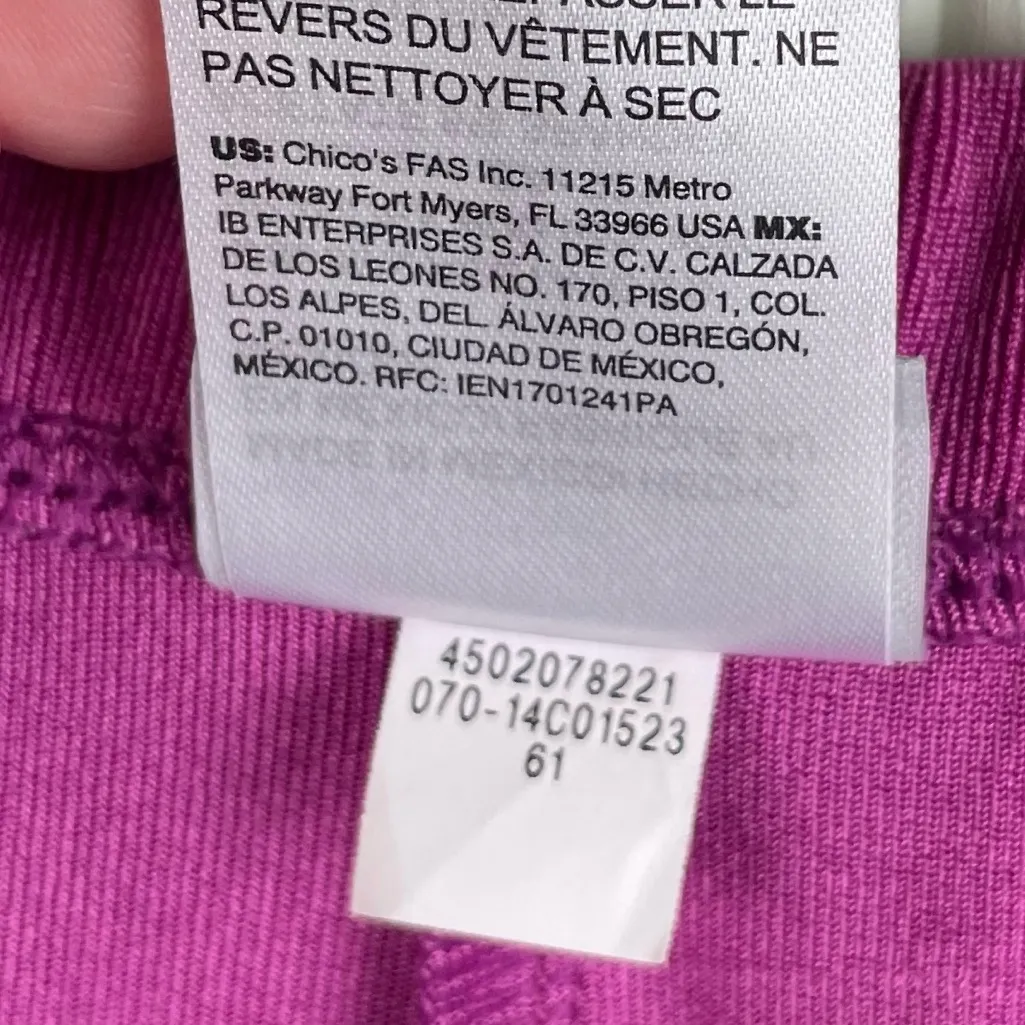 REVERS DU VÊTEMENT. NE
PAS NETTOYER À SEC
US: Chico's FAS Inc. 11215 Metro
Parkway Fort Myers, FL 33966 USA MX:
IB ENTERPRISES S.A. DE C.V. CALZADA
DE LOS LEONES NO. 170, PISO 1, COL.
LOS ALPES, DEL. ÁLVARO OBREGÓN,
C.P. 01010, CIUDAD DE MÉXICO,
MÉXICO. RFC: IEN1701241PA
4502078221
070-14C01523
61